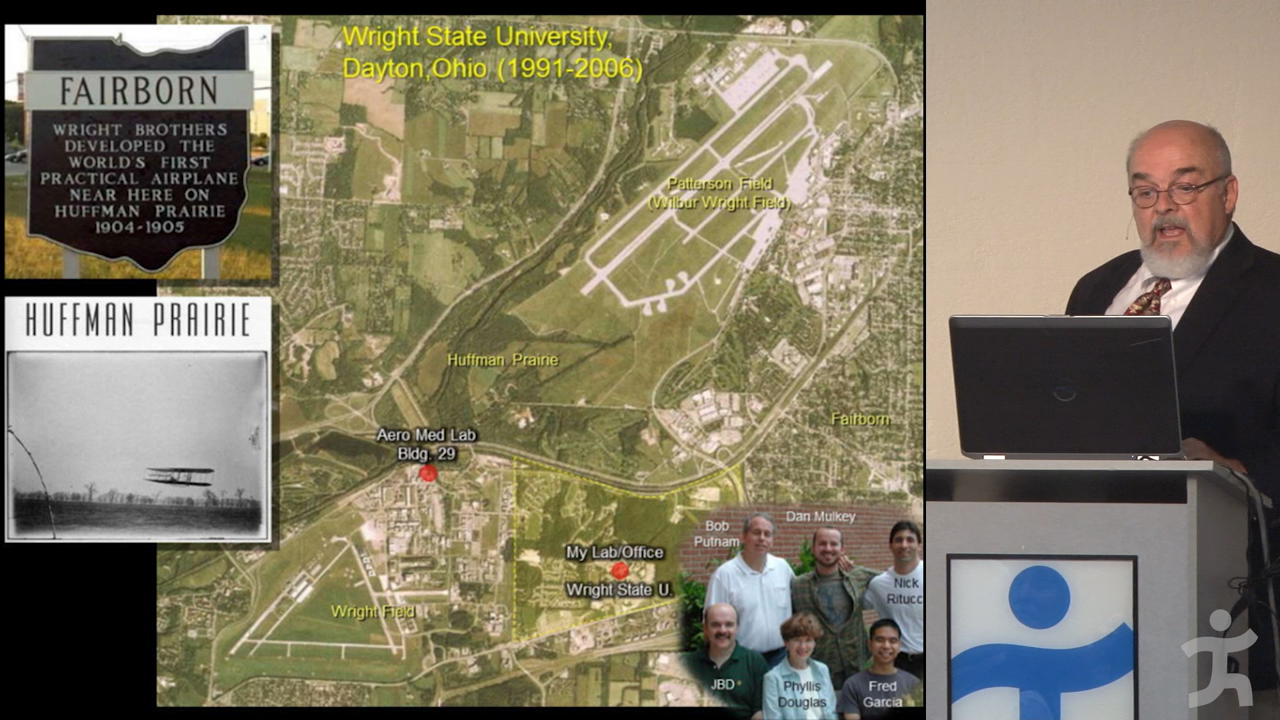 Wright State University,
Dayton,Ohio (1991-2006)
FAIRBORN
WRIGHT BROTHERS
DEVELOPED THE
WORLD'S FIRST
PRACTICAL AIRPLANE
NEAR HERE ON
HUFFMAN PRAIRIE
1904-1905
HUFFMAN PRAIRIE
Patterson Field
(Wilbur Wright Field)
Huffman Prairie
Fairborn
Aero Med Lab
Bldg. 29
My Lab/Office
Wright State U.
Wright Field
Bob
Putnam
Dan Mulkey
Nick
Ritucc
JBD
Phyllis
Douglas
Fred
Garcia